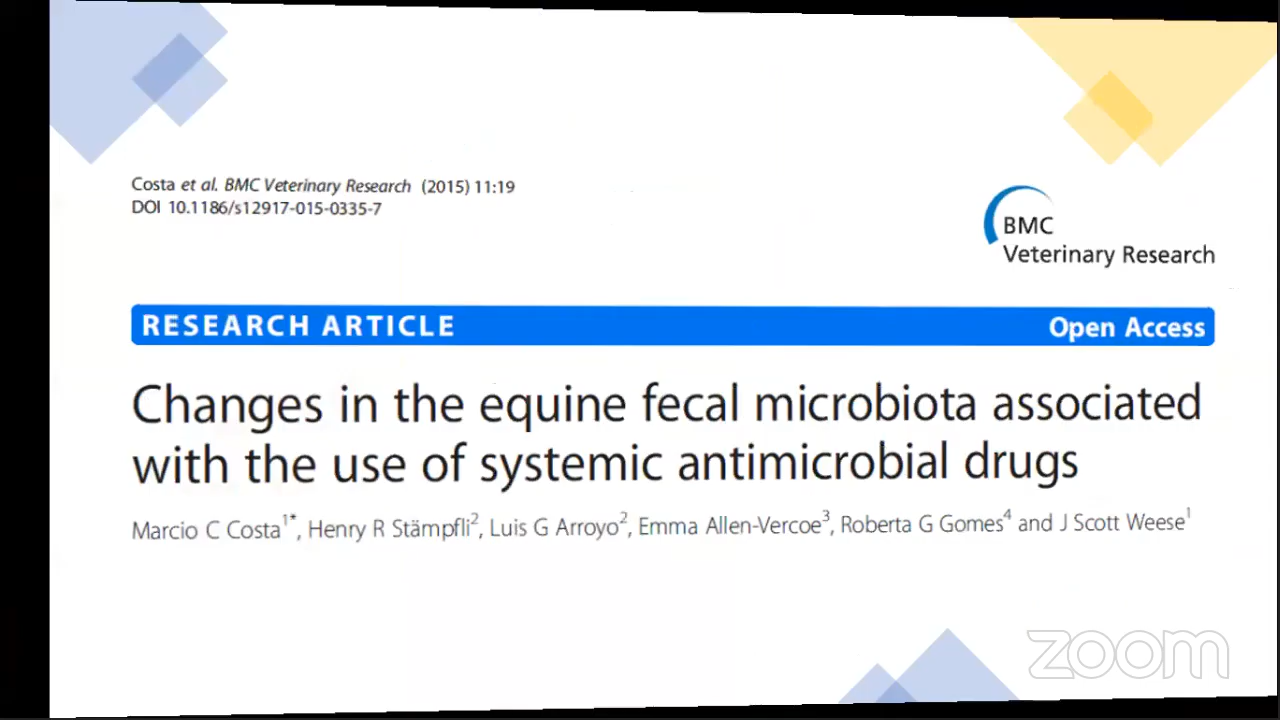 Costa et al. BMC Veterinary Research (2015) 11:19
DOI 10.1186/s12917-015-0335-7
BMC
Veterinary Research
RESEARCH ARTICLE
Open Access
Changes in the equine fecal microbiota associated
with the use of systemic antimicrobial drugs
Marcio C Costa1*, Henry R Stämpfli2, Luis G Arroyo2, Emma Allen-Vercoe3, Roberta G Gomes4 and J Scott Weese1
zoom